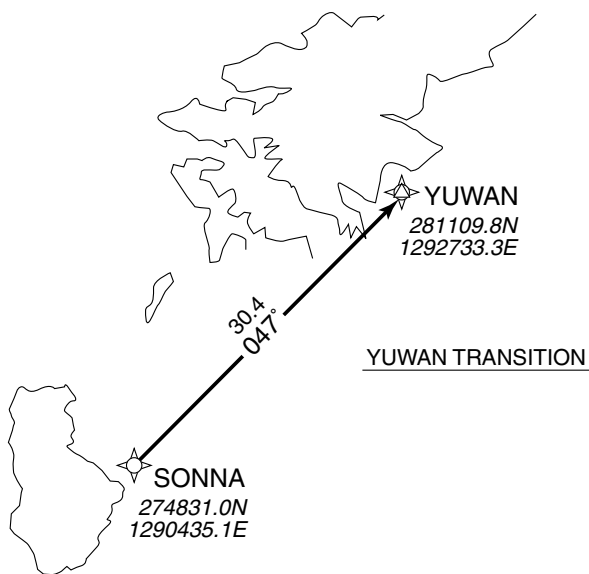 YUWAN
281109.8N
1292733.3E
30.4
047°
YUWAN TRANSITION
SONNA
274831.0N
1290435.1E